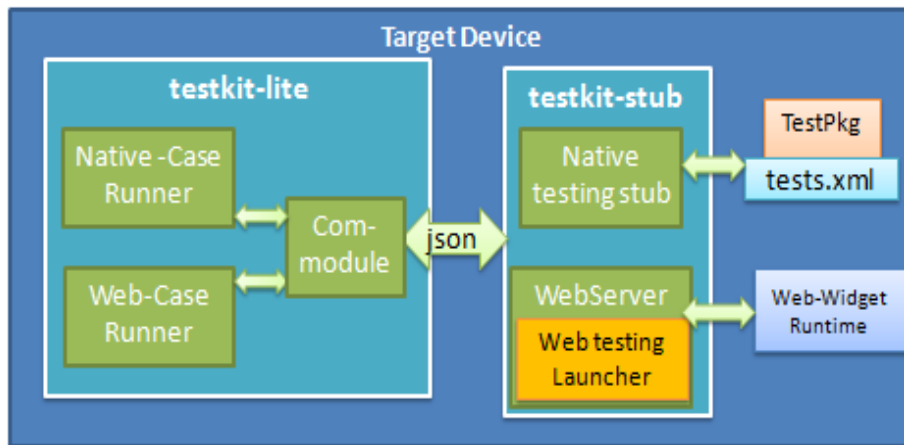 Target Device
testkit-lite
Native -Case
Runner
Web-Case
Runner
Com-
module
json
testkit-stub
Native
testing stub
WebServer
Web testing
Launcher
TestPkg
tests.xml
Web-Widget
Runtime